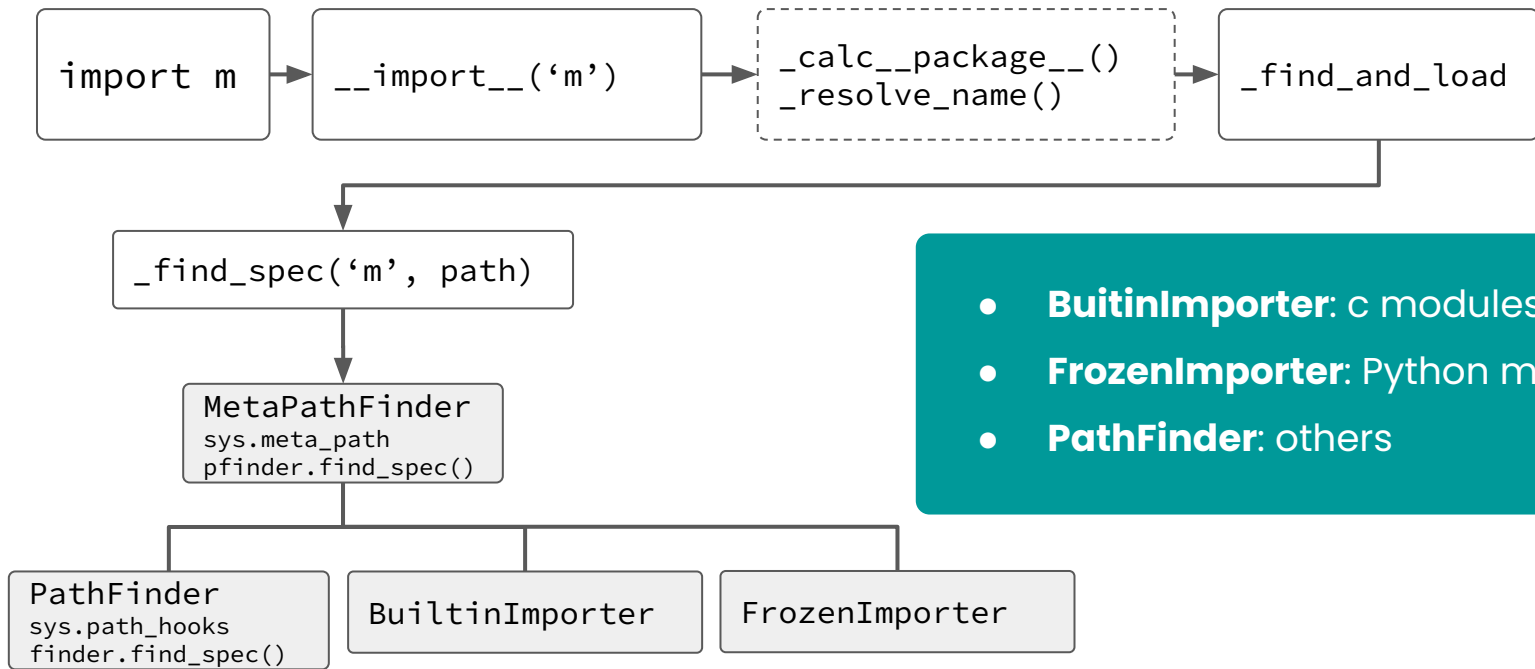 import m
__import__(‘m’)
_calc__package__()
_resolve_name()
_find_and_load
_find_spec(‘m’, path)
● BuitinImporter: c modules
● FrozenImporter: Python m
● PathFinder: others
MetaPathFinder
sys.meta_path
pfinder.find_spec()
PathFinder
sys.path_hooks
finder.find_spec()
BuiltinImporter
FrozenImporter